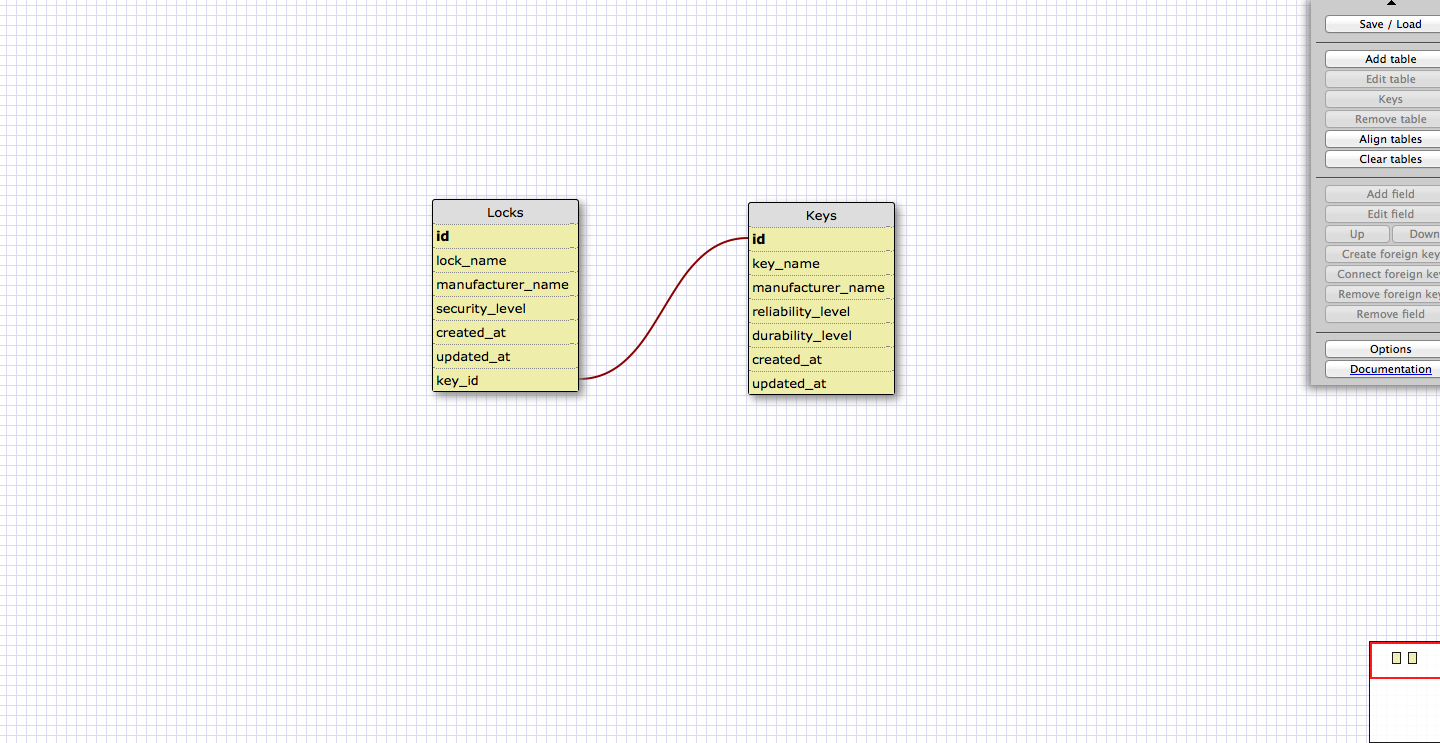 Locks
id
lock_name
manufacturer_name
security_level
created_at
updated_at
key_id
Keys
id
key_name
manufacturer_name
reliability_level
durability_level
created_at
updated_at
Save / Load
Add table
Edit table
Keys
Remove table
Align tables
Clear tables
Add field
Edit field
Up Down
Create foreign key
Connect foreign key
Remove foreign key
Remove field
Options
Documentation